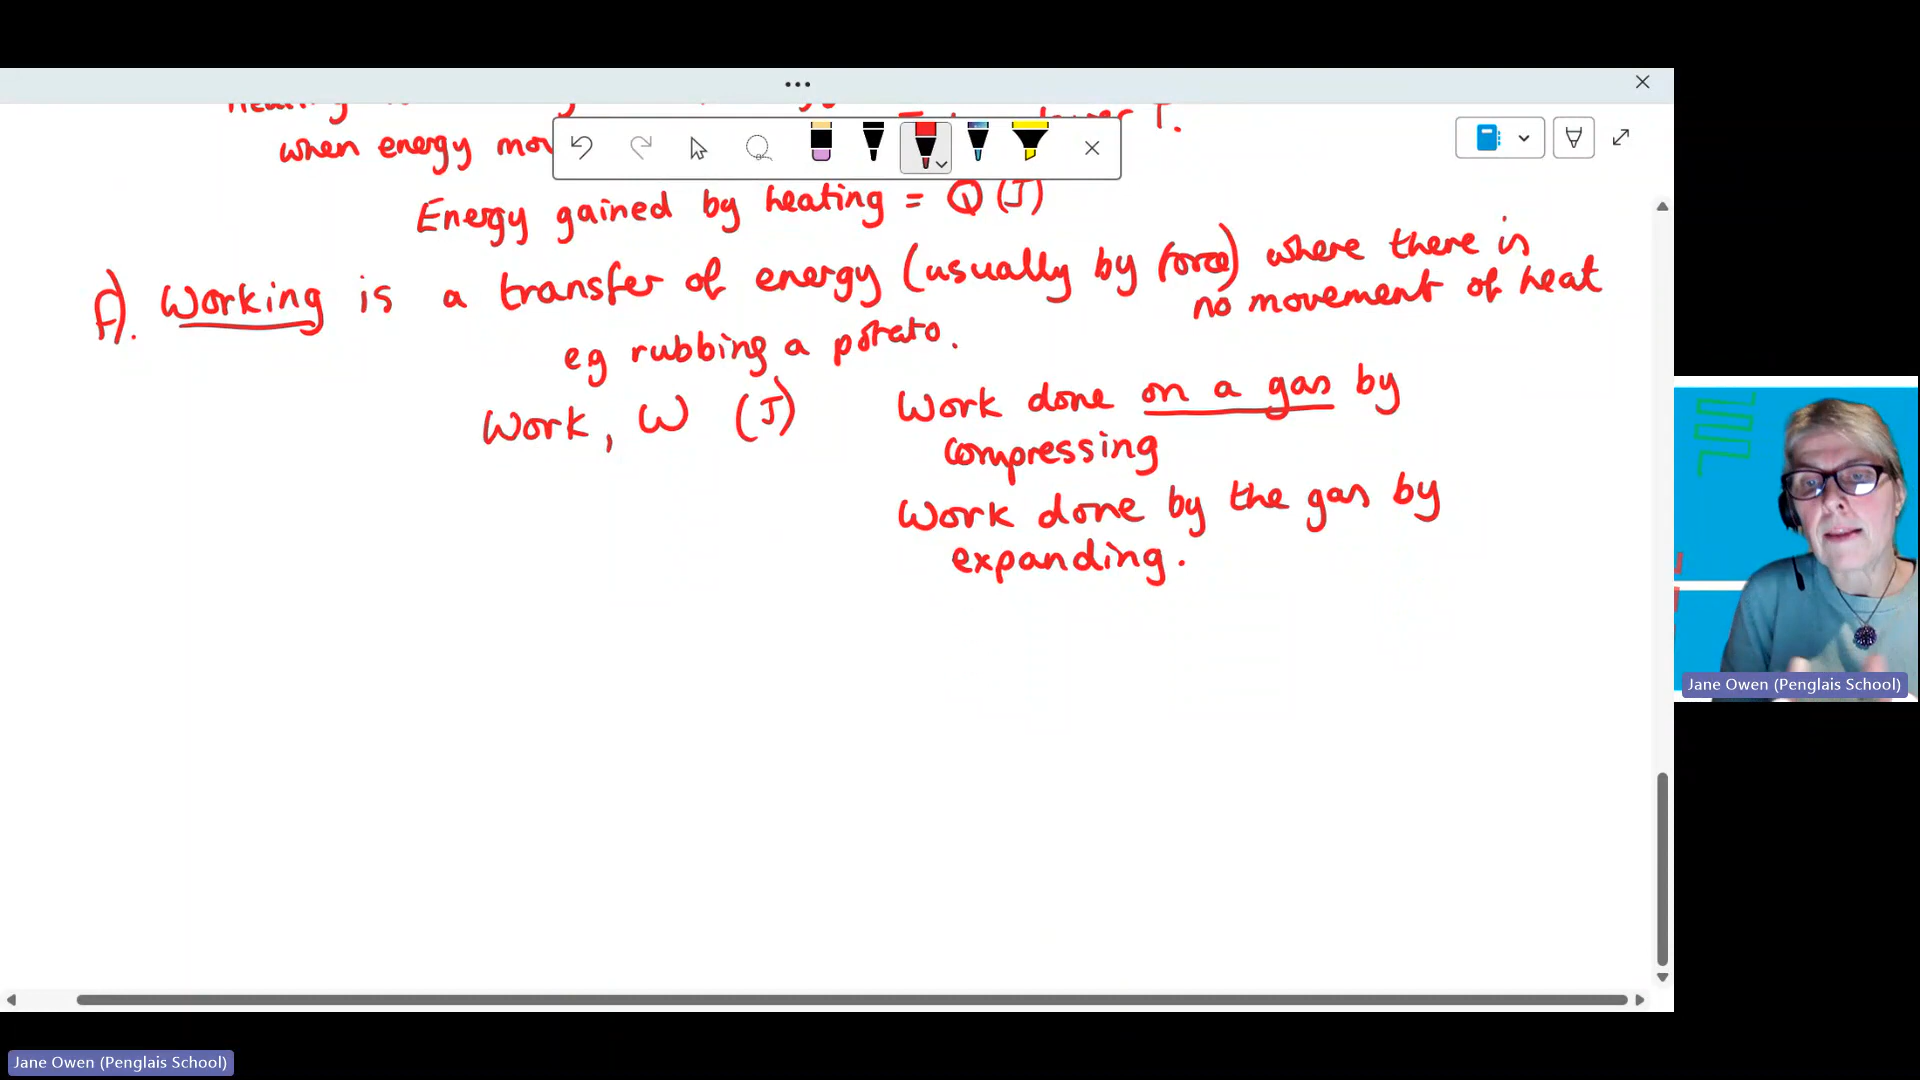 when energy mov
Energy gained by heating = Q (J)
f). Working is a transfer of energy (usually by force) where there is
no movement of heat
eg rubbing a potato.
Work, W (J)
Work done on a gas by
compressing
Work done by the gas by
expanding.
Jane Owen (Penglais School)
Jane Owen (Penglais School)